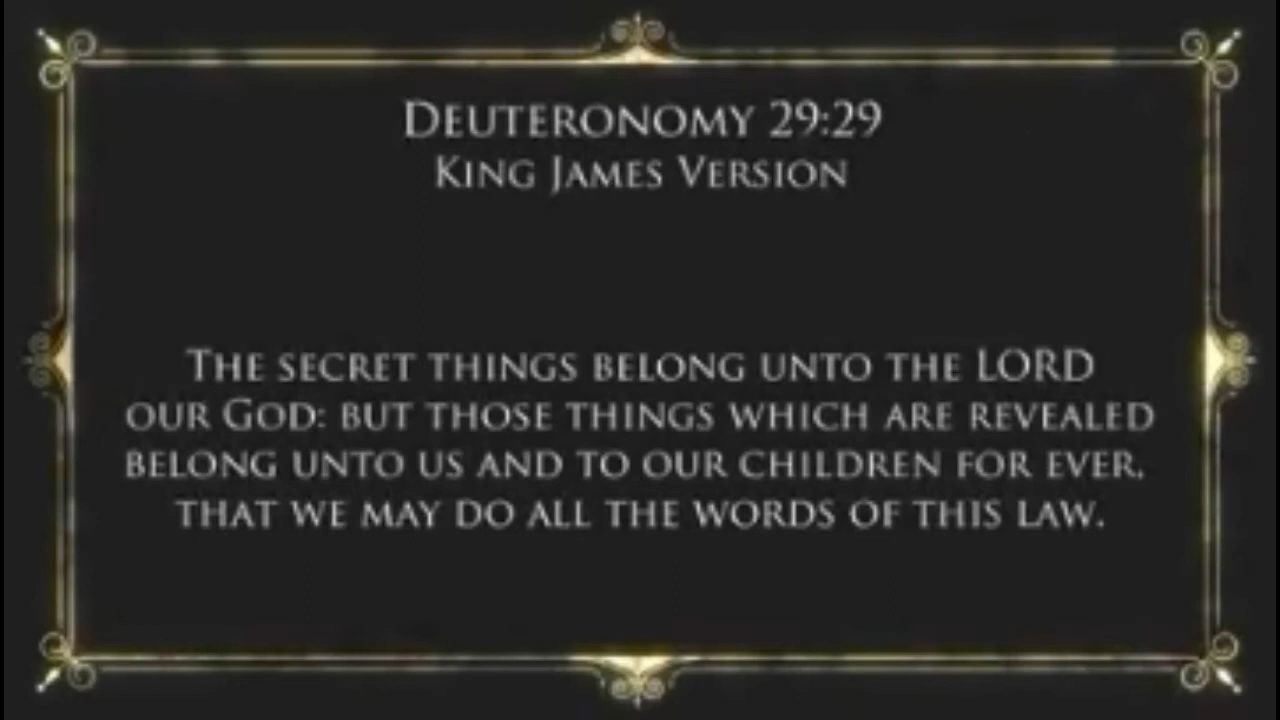 Deuteronomy 29:29
King James Version
The secret things belong unto the LORD
our God: but those things which are revealed
belong unto us and to our children for ever,
that we may do all the words of this law.